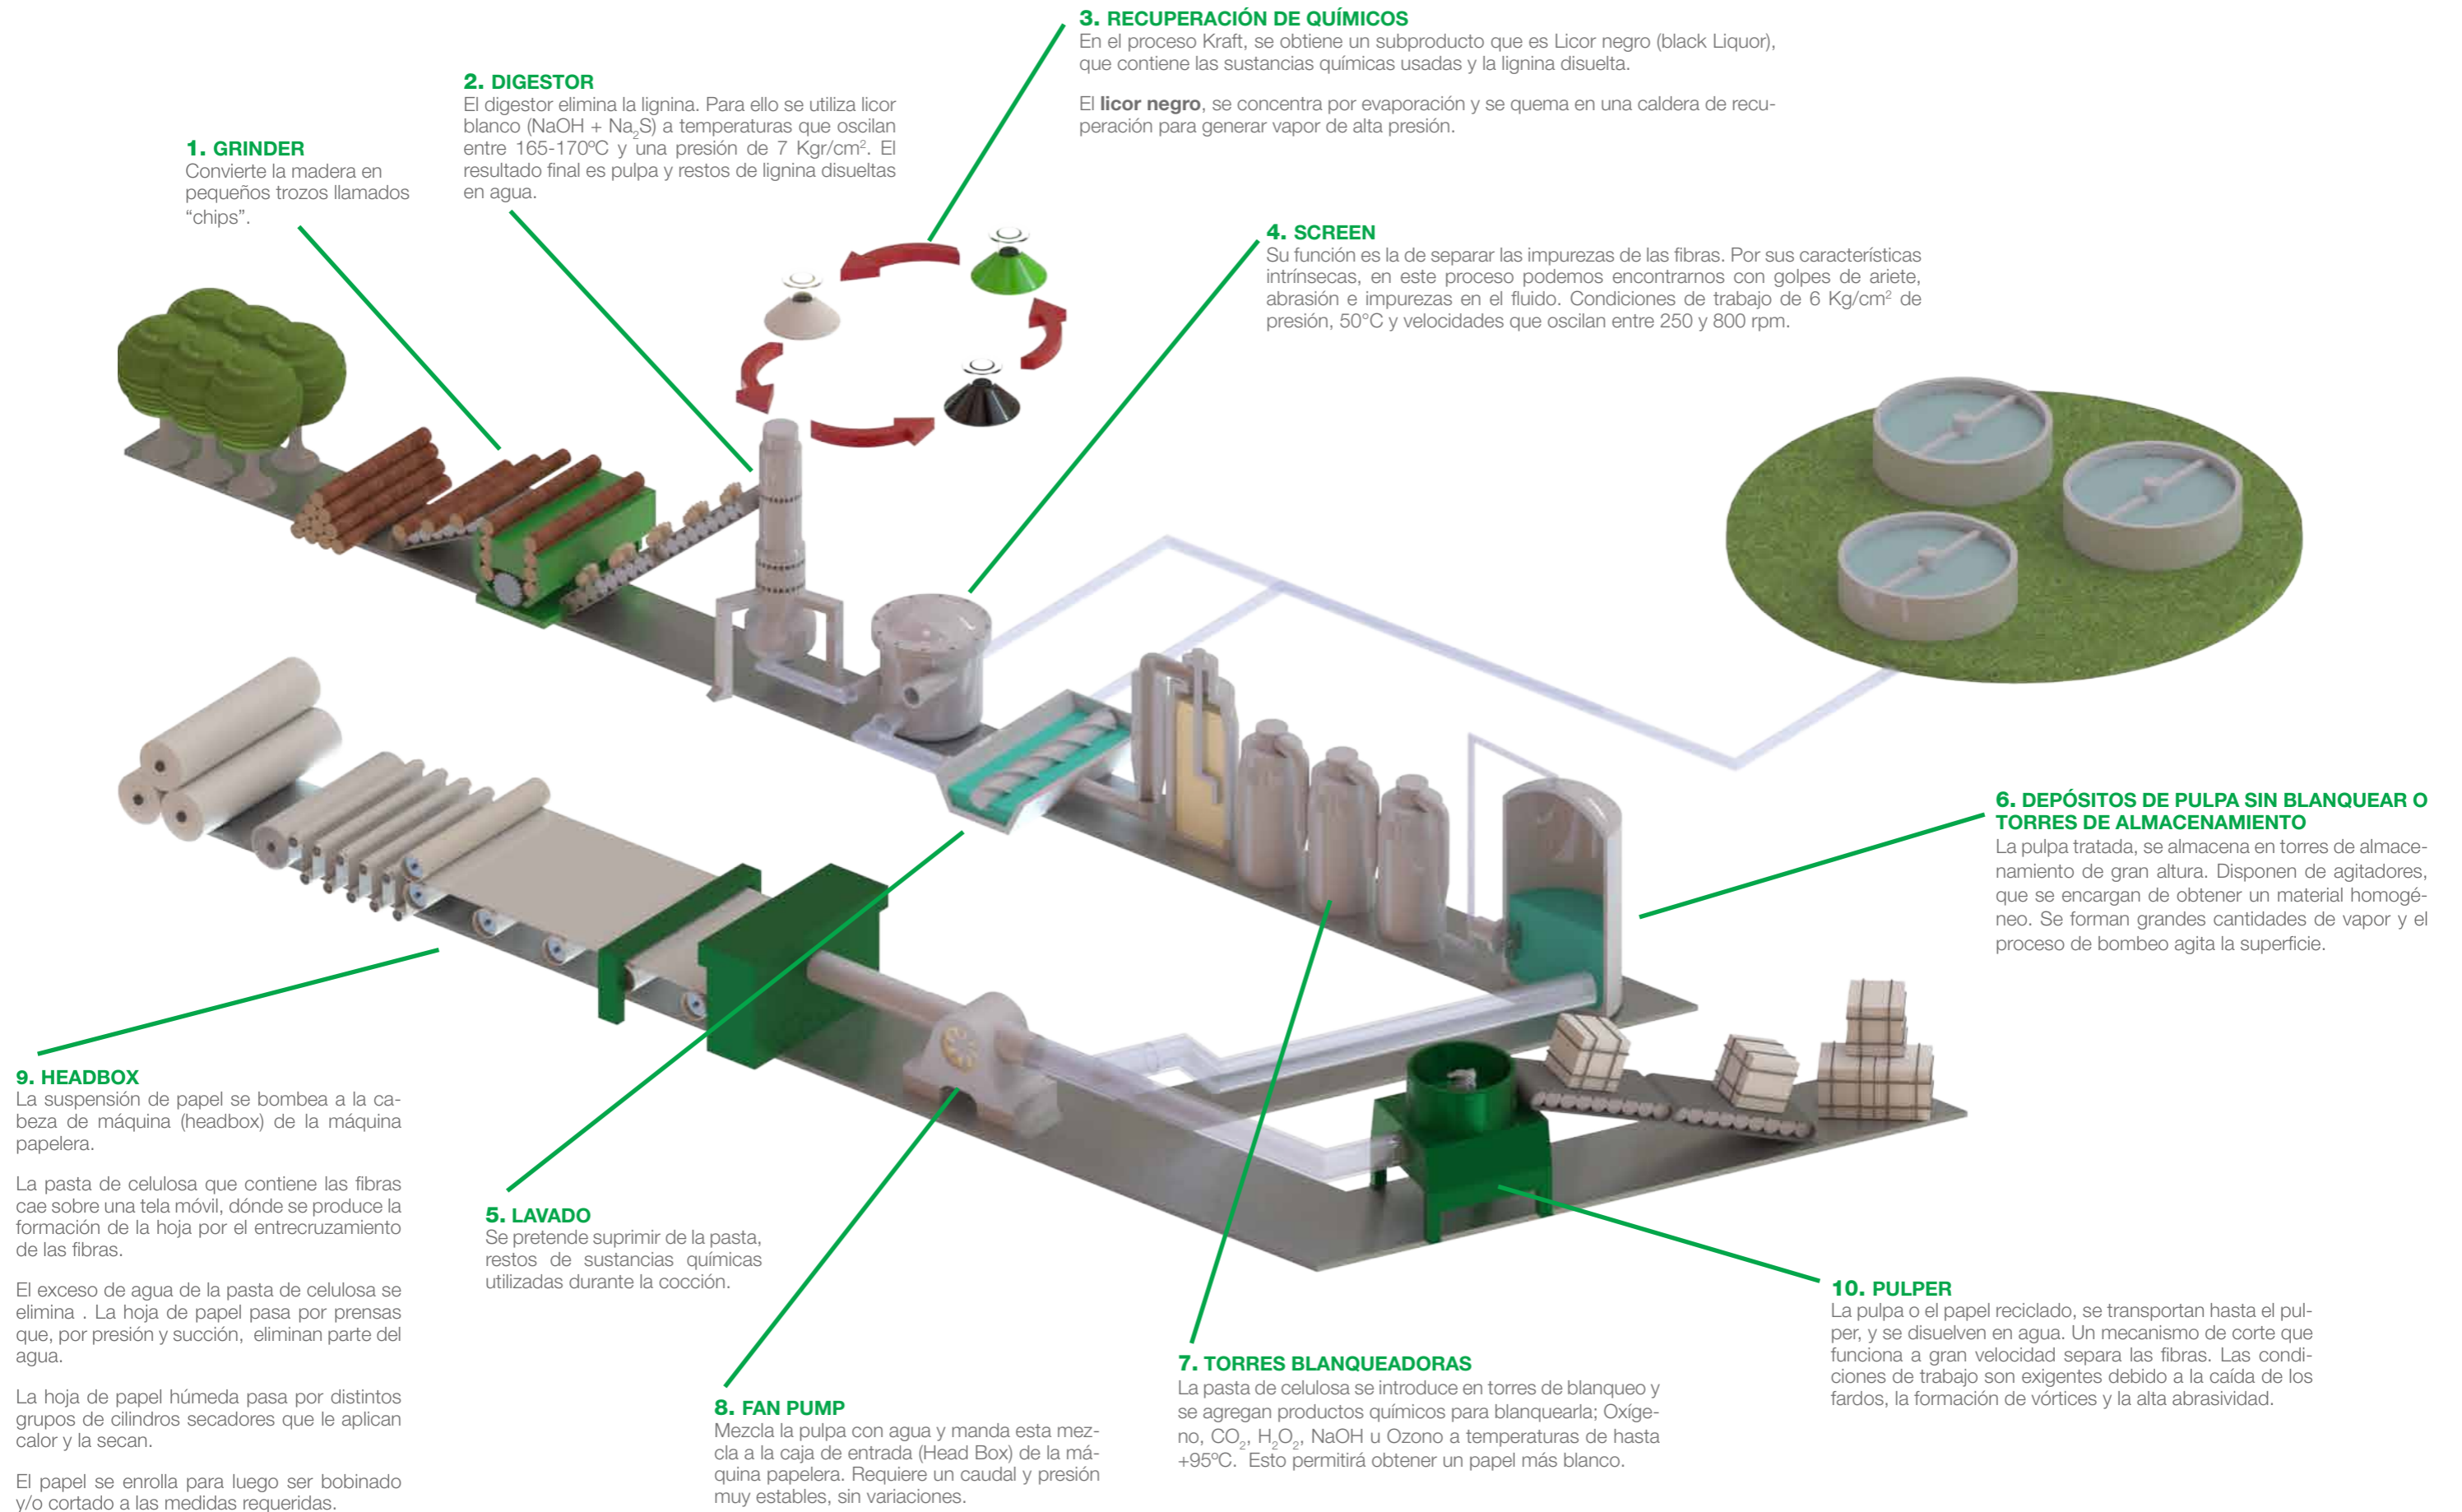 3. RECUPERACIÓN DE QUÍMICOS
En el proceso Kraft, se obtiene un subproducto que es Licor negro (black Liquor),
que contiene las sustancias químicas usadas y la lignina disuelta.
El licor negro, se concentra por evaporación y se quema en una caldera de recu-
peración para generar vapor de alta presión.
2. DIGESTOR
El digestor elimina la lignina. Para ello se utiliza licor
blanco (NaOH + Na₂S) a temperaturas que oscilan
entre 165-170ºC y una presión de 7 Kgr/cm². El
resultado final es pulpa y restos de lignina disueltas
en agua.
1. GRINDER
Convierte la madera en
pequeños trozos llamados
“chips”.
4. SCREEN
Su función es la de separar las impurezas de las fibras. Por sus características
intrínsecas, en este proceso podemos encontrarnos con golpes de ariete,
abrasión e impurezas en el fluido. Condiciones de trabajo de 6 Kg/cm² de
presión, 50°C y velocidades que oscilan entre 250 y 800 rpm.
6. DEPÓSITOS DE PULPA SIN BLANQUEAR O
TORRES DE ALMACENAMIENTO
La pulpa tratada, se almacena en torres de almace-
namiento de gran altura. Disponen de agitadores,
que se encargan de obtener un material homogé-
neo. Se forman grandes cantidades de vapor y el
proceso de bombeo agita la superficie.
9. HEADBOX
La suspensión de papel se bombea a la ca-
beza de máquina (headbox) de la máquina
papelera.
La pasta de celulosa que contiene las fibras
cae sobre una tela móvil, dónde se produce la
formación de la hoja por el entrecruzamiento
de las fibras.
El exceso de agua de la pasta de celulosa se
elimina . La hoja de papel pasa por prensas
que, por presión y succión, eliminan parte del
agua.
La hoja de papel húmeda pasa por distintos
grupos de cilindros secadores que le aplican
calor y la secan.
El papel se enrolla para luego ser bobinado
y/o cortado a las medidas requeridas.
5. LAVADO
Se pretende suprimir de la pasta,
restos de sustancias químicas
utilizadas durante la cocción.
8. FAN PUMP
Mezcla la pulpa con agua y manda esta mez-
cla a la caja de entrada (Head Box) de la má-
quina papelera. Requiere un caudal y presión
muy estables, sin variaciones.
7. TORRES BLANQUEADORAS
La pasta de celulosa se introduce en torres de blanqueo y
se agregan productos químicos para blanquearla; Oxíge-
no, CO₂, H₂O₂, NaOH u Ozono a temperaturas de hasta
+95ºC. Esto permitirá obtener un papel más blanco.
10. PULPER
La pulpa o el papel reciclado, se transportan hasta el pul-
per, y se disuelven en agua. Un mecanismo de corte que
funciona a gran velocidad separa las fibras. Las condi-
ciones de trabajo son exigentes debido a la caída de los
fardos, la formación de vórtices y la alta abrasividad.